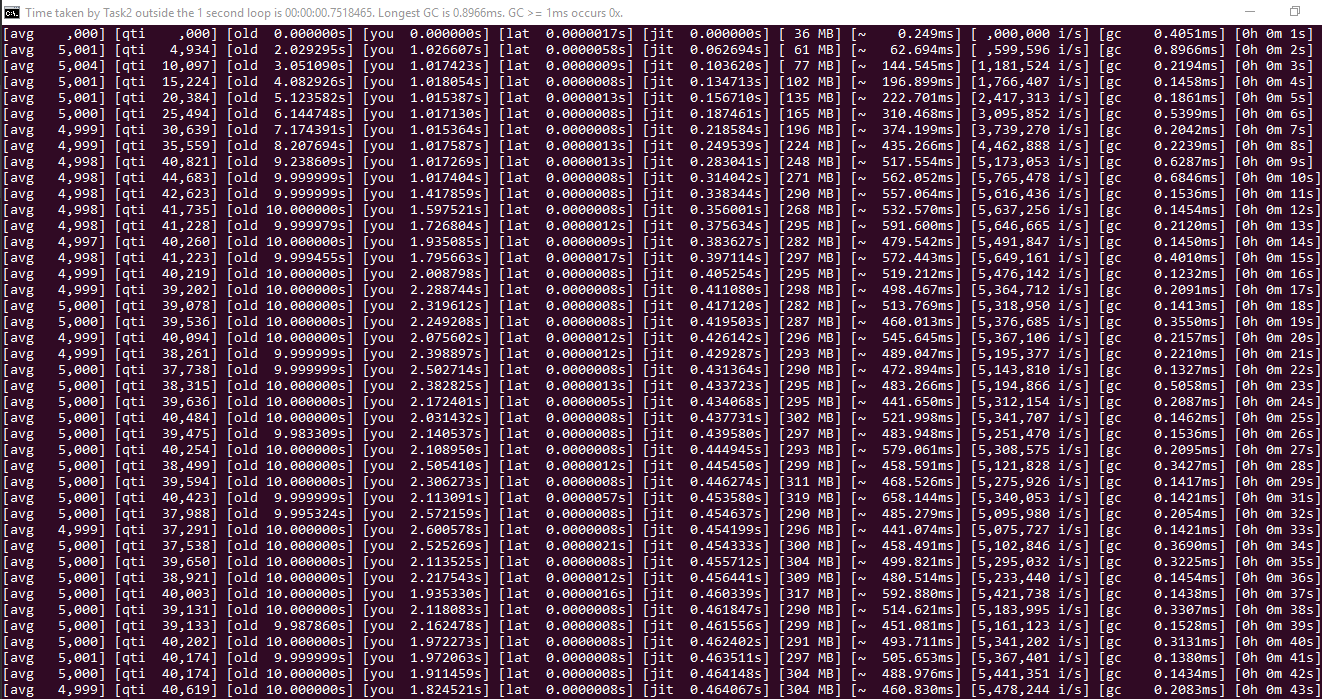 Time taken by Task2 outside the 1 second loop is 00:00:00.7518465. Longest GC is 0.8966ms. GC >= 1ms occurs 0x.
[avg ,000] [qti ,000] [old 0.000000s] [you 0.000000s] [lat 0.0000017s] [jit 0.000000s] [ 36 MB] [~ 0.249ms] [ ,000,000 i/s] [gc 0.4051ms] [0h 0m 1s]
[avg 5,001] [qti 4,934] [old 2.029295s] [you 1.026607s] [lat 0.0000058s] [jit 0.062694s] [ 61 MB] [~ 62.694ms] [ ,599,596 i/s] [gc 0.8966ms] [0h 0m 2s]
[avg 5,004] [qti 10,097] [old 3.051090s] [you 1.017423s] [lat 0.0000009s] [jit 0.103620s] [ 77 MB] [~ 144.545ms] [1,181,524 i/s] [gc 0.2194ms] [0h 0m 3s]
[avg 5,001] [qti 15,224] [old 4.082926s] [you 1.018054s] [lat 0.0000008s] [jit 0.134713s] [102 MB] [~ 196.899ms] [1,766,407 i/s] [gc 0.1458ms] [0h 0m 4s]
[avg 5,001] [qti 20,384] [old 5.123582s] [you 1.015387s] [lat 0.0000013s] [jit 0.156710s] [135 MB] [~ 222.701ms] [2,417,313 i/s] [gc 0.1861ms] [0h 0m 5s]
[avg 5,000] [qti 25,494] [old 6.144748s] [you 1.017130s] [lat 0.0000008s] [jit 0.187461s] [165 MB] [~ 310.468ms] [3,095,852 i/s] [gc 0.5399ms] [0h 0m 6s]
[avg 4,999] [qti 30,639] [old 7.174391s] [you 1.015364s] [lat 0.0000008s] [jit 0.218584s] [196 MB] [~ 374.199ms] [3,739,270 i/s] [gc 0.2042ms] [0h 0m 7s]
[avg 4,999] [qti 35,559] [old 8.207694s] [you 1.017587s] [lat 0.0000013s] [jit 0.249539s] [224 MB] [~ 435.266ms] [4,462,888 i/s] [gc 0.2239ms] [0h 0m 8s]
[avg 4,998] [qti 40,821] [old 9.238609s] [you 1.017269s] [lat 0.0000013s] [jit 0.283041s] [248 MB] [~ 517.554ms] [5,173,053 i/s] [gc 0.6287ms] [0h 0m 9s]
[avg 4,998] [qti 44,683] [old 9.999999s] [you 1.017404s] [lat 0.0000008s] [jit 0.314042s] [271 MB] [~ 562.052ms] [5,765,478 i/s] [gc 0.6846ms] [0h 0m 10s]
[avg 4,998] [qti 42,623] [old 9.999999s] [you 1.417859s] [lat 0.0000008s] [jit 0.338344s] [290 MB] [~ 557.064ms] [5,616,436 i/s] [gc 0.1536ms] [0h 0m 11s]
[avg 4,998] [qti 41,735] [old 10.000000s] [you 1.597521s] [lat 0.0000008s] [jit 0.356001s] [268 MB] [~ 532.570ms] [5,637,256 i/s] [gc 0.1454ms] [0h 0m 12s]
[avg 4,998] [qti 41,228] [old 9.999979s] [you 1.726804s] [lat 0.0000012s] [jit 0.375634s] [295 MB] [~ 591.600ms] [5,646,665 i/s] [gc 0.2120ms] [0h 0m 13s]
[avg 4,997] [qti 40,260] [old 10.000000s] [you 1.935085s] [lat 0.0000009s] [jit 0.383627s] [282 MB] [~ 479.542ms] [5,491,847 i/s] [gc 0.1450ms] [0h 0m 14s]
[avg 4,998] [qti 41,223] [old 9.999455s] [you 1.795663s] [lat 0.0000017s] [jit 0.397114s] [297 MB] [~ 572.443ms] [5,649,161 i/s] [gc 0.4010ms] [0h 0m 15s]
[avg 4,999] [qti 40,219] [old 10.000000s] [you 2.008798s] [lat 0.0000008s] [jit 0.405254s] [295 MB] [~ 519.212ms] [5,476,142 i/s] [gc 0.1232ms] [0h 0m 16s]
[avg 4,999] [qti 39,202] [old 10.000000s] [you 2.288744s] [lat 0.0000008s] [jit 0.411080s] [298 MB] [~ 498.467ms] [5,364,712 i/s] [gc 0.2091ms] [0h 0m 17s]
[avg 5,000] [qti 39,078] [old 10.000000s] [you 2.319612s] [lat 0.0000008s] [jit 0.417120s] [282 MB] [~ 513.769ms] [5,318,950 i/s] [gc 0.1413ms] [0h 0m 18s]
[avg 5,000] [qti 39,536] [old 10.000000s] [you 2.249208s] [lat 0.0000008s] [jit 0.419503s] [287 MB] [~ 460.013ms] [5,376,685 i/s] [gc 0.3550ms] [0h 0m 19s]
[avg 4,999] [qti 40,094] [old 10.000000s] [you 2.075602s] [lat 0.0000012s] [jit 0.426142s] [296 MB] [~ 545.645ms] [5,367,106 i/s] [gc 0.2157ms] [0h 0m 20s]
[avg 4,999] [qti 38,261] [old 9.999999s] [you 2.398897s] [lat 0.0000012s] [jit 0.429287s] [293 MB] [~ 489.047ms] [5,195,377 i/s] [gc 0.2210ms] [0h 0m 21s]
[avg 5,000] [qti 37,738] [old 9.999999s] [you 2.502714s] [lat 0.0000008s] [jit 0.431364s] [290 MB] [~ 472.894ms] [5,143,810 i/s] [gc 0.1327ms] [0h 0m 22s]
[avg 5,000] [qti 38,315] [old 10.000000s] [you 2.382825s] [lat 0.0000013s] [jit 0.433723s] [295 MB] [~ 483.266ms] [5,194,866 i/s] [gc 0.5058ms] [0h 0m 23s]
[avg 5,000] [qti 39,636] [old 10.000000s] [you 2.172401s] [lat 0.0000005s] [jit 0.434068s] [295 MB] [~ 441.650ms] [5,312,154 i/s] [gc 0.2087ms] [0h 0m 24s]
[avg 5,000] [qti 40,484] [old 10.000000s] [you 2.031432s] [lat 0.0000008s] [jit 0.437731s] [302 MB] [~ 521.998ms] [5,341,707 i/s] [gc 0.1462ms] [0h 0m 25s]
[avg 5,000] [qti 39,475] [old 9.983309s] [you 2.140537s] [lat 0.0000008s] [jit 0.439580s] [297 MB] [~ 483.948ms] [5,251,470 i/s] [gc 0.1536ms] [0h 0m 26s]
[avg 5,000] [qti 40,254] [old 10.000000s] [you 2.108950s] [lat 0.0000008s] [jit 0.444945s] [293 MB] [~ 579.061ms] [5,308,575 i/s] [gc 0.2095ms] [0h 0m 27s]
[avg 5,000] [qti 38,499] [old 10.000000s] [you 2.505410s] [lat 0.0000012s] [jit 0.445450s] [299 MB] [~ 458.591ms] [5,121,828 i/s] [gc 0.3427ms] [0h 0m 28s]
[avg 5,000] [qti 39,594] [old 10.000000s] [you 2.306273s] [lat 0.0000008s] [jit 0.446274s] [311 MB] [~ 468.526ms] [5,275,926 i/s] [gc 0.1417ms] [0h 0m 29s]
[avg 5,000] [qti 40,423] [old 9.999999s] [you 2.113091s] [lat 0.0000057s] [jit 0.453580s] [319 MB] [~ 658.144ms] [5,340,053 i/s] [gc 0.1421ms] [0h 0m 31s]
[avg 5,000] [qti 37,988] [old 9.995324s] [you 2.572159s] [lat 0.0000008s] [jit 0.454637s] [290 MB] [~ 485.279ms] [5,095,980 i/s] [gc 0.2054ms] [0h 0m 32s]
[avg 4,999] [qti 37,291] [old 10.000000s] [you 2.600578s] [lat 0.0000008s] [jit 0.454199s] [296 MB] [~ 441.074ms] [5,075,727 i/s] [gc 0.1421ms] [0h 0m 33s]
[avg 5,000] [qti 37,538] [old 10.000000s] [you 2.525269s] [lat 0.0000021s] [jit 0.454333s] [300 MB] [~ 458.491ms] [5,102,846 i/s] [gc 0.3690ms] [0h 0m 34s]
[avg 5,000] [qti 39,650] [old 10.000000s] [you 2.113525s] [lat 0.0000008s] [jit 0.455712s] [304 MB] [~ 499.821ms] [5,295,032 i/s] [gc 0.3225ms] [0h 0m 35s]
[avg 5,000] [qti 38,921] [old 10.000000s] [you 2.217543s] [lat 0.0000012s] [jit 0.456441s] [309 MB] [~ 480.514ms] [5,233,440 i/s] [gc 0.1454ms] [0h 0m 36s]
[avg 5,000] [qti 40,003] [old 10.000000s] [you 1.935330s] [lat 0.0000016s] [jit 0.460339s] [317 MB] [~ 592.880ms] [5,421,738 i/s] [gc 0.1438ms] [0h 0m 37s]
[avg 5,000] [qti 39,131] [old 10.000000s] [you 2.118083s] [lat 0.0000008s] [jit 0.461847s] [290 MB] [~ 514.621ms] [5,183,995 i/s] [gc 0.3307ms] [0h 0m 38s]
[avg 5,000] [qti 39,133] [old 9.987860s] [you 2.162478s] [lat 0.0000008s] [jit 0.461556s] [299 MB] [~ 451.081ms] [5,161,123 i/s] [gc 0.1528ms] [0h 0m 39s]
[avg 5,000] [qti 40,202] [old 10.000000s] [you 1.972273s] [lat 0.0000008s] [jit 0.462402s] [291 MB] [~ 493.711ms] [5,341,202 i/s] [gc 0.3131ms] [0h 0m 40s]
[avg 5,001] [qti 40,174] [old 9.999999s] [you 1.972063s] [lat 0.0000008s] [jit 0.463511s] [297 MB] [~ 505.653ms] [5,367,401 i/s] [gc 0.1380ms] [0h 0m 41s]
[avg 5,000] [qti 40,174] [old 10.000000s] [you 1.911459s] [lat 0.0000008s] [jit 0.464148s] [304 MB] [~ 488.976ms] [5,441,351 i/s] [gc 0.1434ms] [0h 0m 42s]
[avg 4,999] [qti 40,619] [old 10.000000s] [you 1.824521s] [lat 0.0000008s] [jit 0.464067s] [304 MB] [~ 460.830ms] [5,478,244 i/s] [gc 0.2083ms] [0h 0m 43s]